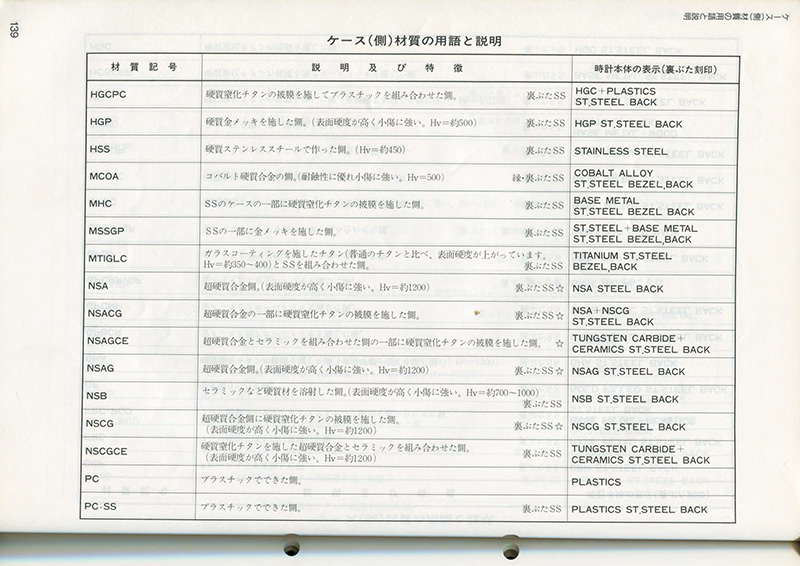 139
ケース(側)材質の用語と説明
ケース(側)材質の用語と説明
材質記号 説明及び特徴 時計本体の表示(裏ぶた刻印)
HGCPC 硬質窒化チタンの被膜を施してプラスチックを組み合わせた側。 裏ぶたSS HGC+PLASTICS
ST,STEEL BACK
HGP 硬質金メッキを施した側。(表面硬度が高く小傷に強い。Hv=約500) 裏ぶたSS HGP ST,STEEL BACK
HSS 硬質ステンレススチールで作った側。(Hv=約450) 裏ぶたSS STAINLESS STEEL
MCOA コバルト硬質合金の側。(耐蝕性に優れ小傷に強い。Hv=500) 縁・裏ぶたSS COBALT ALLOY
ST,STEEL BEZEL,BACK
MHC SSのケースの一部に硬質窒化チタンの被膜を施した側。 裏ぶたSS BASE METAL
ST,STEEL BEZEL BACK
MSSGP SSの一部に金メッキを施した側。 裏ぶたSS ST,STEEL+BASE METAL
ST,STEEL BEZEL,BACK
MTIGLC ガラスコーティングを施したチタン(普通のチタンと比べ、表面硬度が上がっています。 TITANIUM ST,STEEL
Hv=約350~400)とSSを組み合わせた側。 裏ぶたSS BEZEL,BACK
NSA 超硬質合金側。(表面硬度が高く小傷に強い。Hv=約1200) 裏ぶたSS☆ NSA STEEL BACK
NSACG 超硬質合金の一部に硬質窒化チタンの被膜を施した側。 裏ぶたSS☆ NSA+NSCG
ST,STEEL BACK
NSAGCE 超硬質合金とセラミックを組み合わせた側の一部に硬質窒化チタンの被膜を施した側。 ☆ TUNGSTEN CARBIDE+
CERAMICS ST,STEEL BACK
NSAG 超硬質合金側。(表面硬度が高く小傷に強い。Hv=約1200) 裏ぶたSS☆ NSAG ST,STEEL BACK
NSB セラミックなど硬質材を溶射した側。(表面硬度が高く小傷に強い。Hv=約700~1000)
裏ぶたSS NSB ST,STEEL BACK
NSCG 超硬質合金側に硬質窒化チタンの被膜を施した側。
(表面硬度が高く小傷に強い。Hv=約1200) 裏ぶたSS☆ NSCG ST,STEEL BACK
NSCGCE 硬質窒化チタンを施した超硬質合金とセラミックを組み合わせた側。 TUNGSTEN CARBIDE+
(表面硬度が高く小傷に強い。Hv=約1200) 裏ぶたSS CERAMICS ST,STEEL BACK
PC プラスチックでできた側。 PLASTICS
PC-SS プラスチックでできた側。 裏ぶたSS PLASTICS ST,STEEL BACK